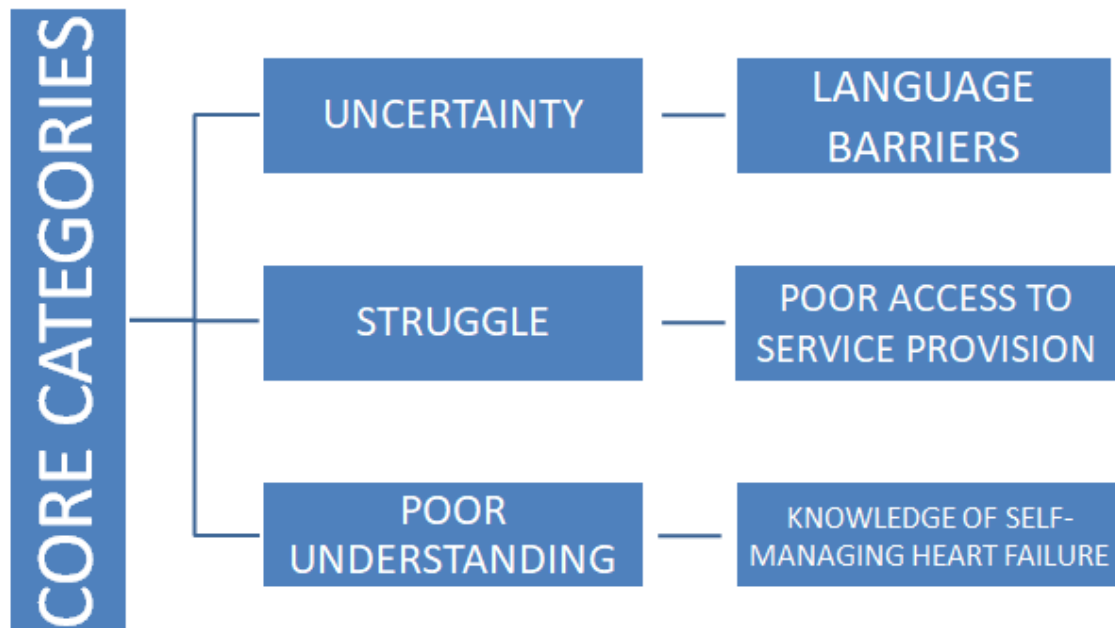 CORE CATEGORIES
UNCERTAINTY
LANGUAGE
BARRIERS
STRUGGLE
POOR ACCESS TO
SERVICE PROVISION
POOR
UNDERSTANDING
KNOWLEDGE OF SELF-
MANAGING HEART FAILURE